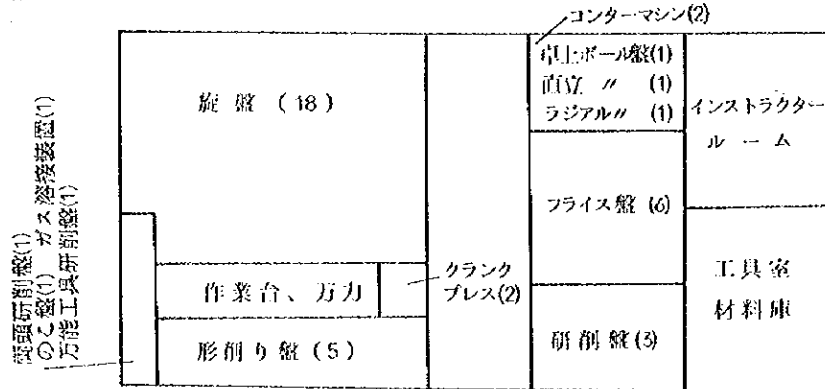 コンターマシン(2)
旋盤(18)
卓上ボール盤(1)
直立 〃 (1)
ラジアル〃 (1)
インストラクター
ルーム
フライス盤(6)
クランク
プレス(2)
作業台、万力
形削り盤(5)
研削盤(3)
工具室
材料庫
両頭研削盤(1)
のこ盤(1) ガス溶接装置(1)
万能工具研削盤(1)